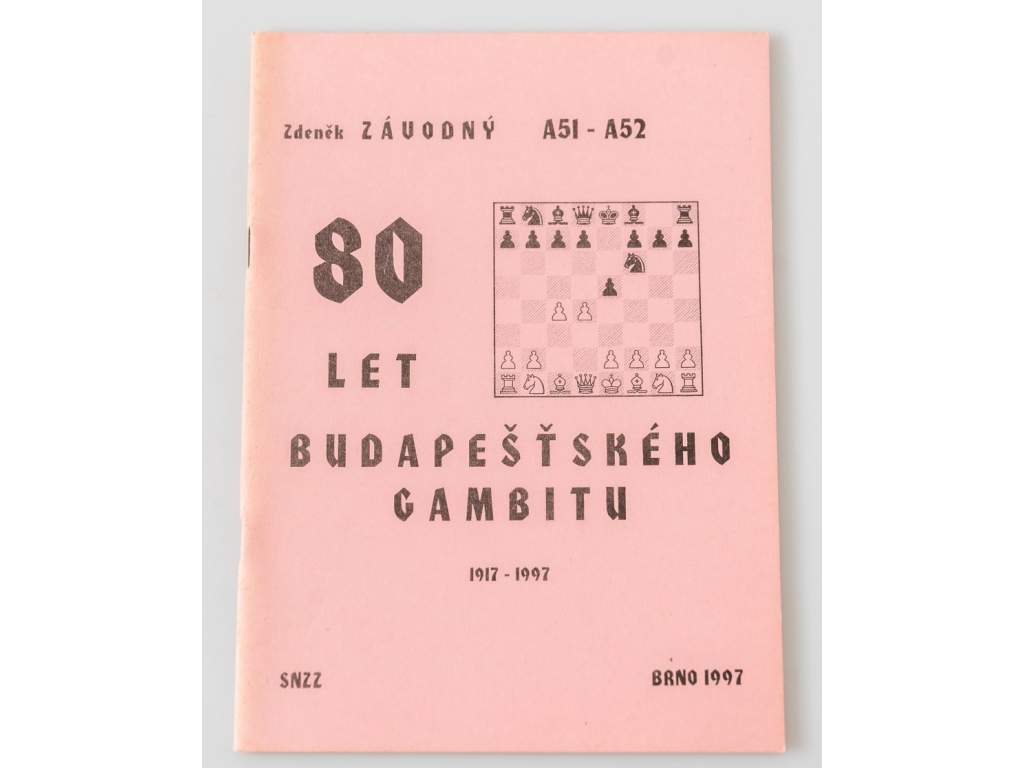 Zdeněk ZÁVODNÝ A51 - A52
80
LET
BUDAPEŠŤSKÉHO
GAMBITU
1917 - 1997
SNZZ BRNO 1997